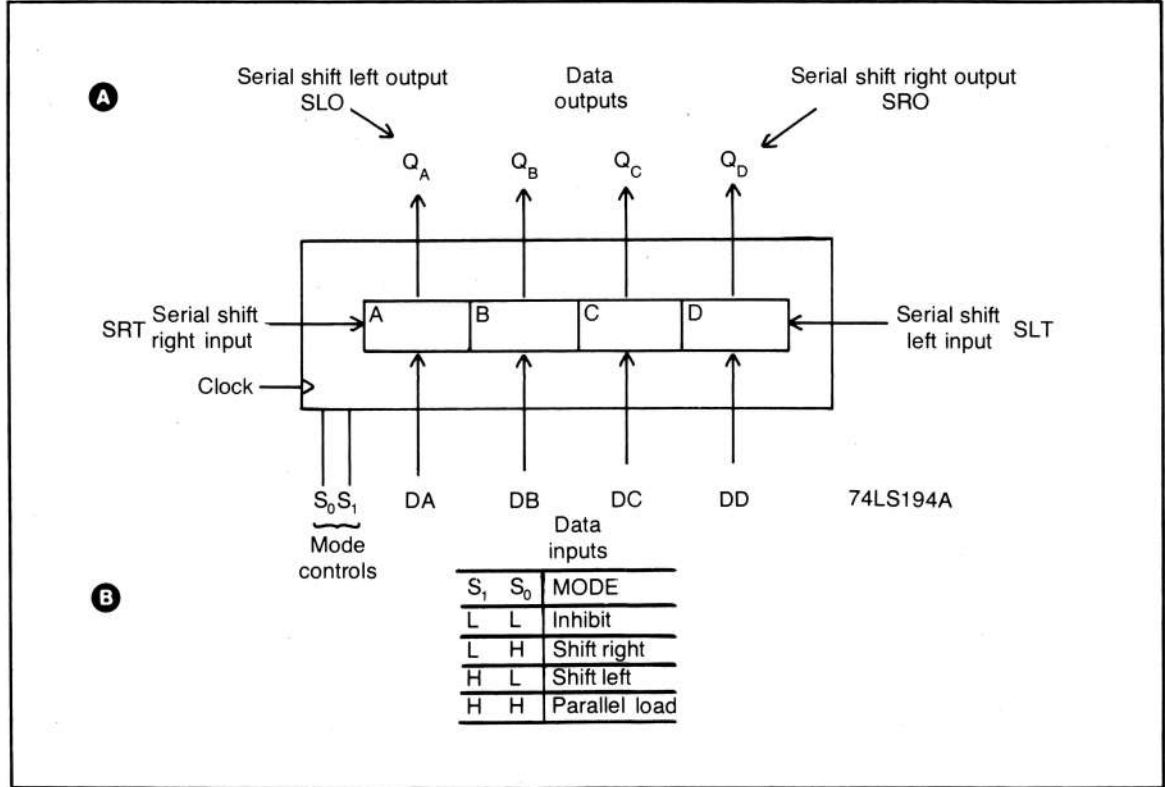 A
Serial shift left output
SLO
Data
outputs
Serial shift right output
SRO
Q_A Q_B Q_C Q_D
SRT Serial shift
right input
A B C D
Serial shift
left input SLT
Clock
S₀S₁ DA DB DC DD 74LS194A
Mode
controls
Data
inputs
B
S₁ S₀ MODE
L L Inhibit
L H Shift right
H L Shift left
H H Parallel load